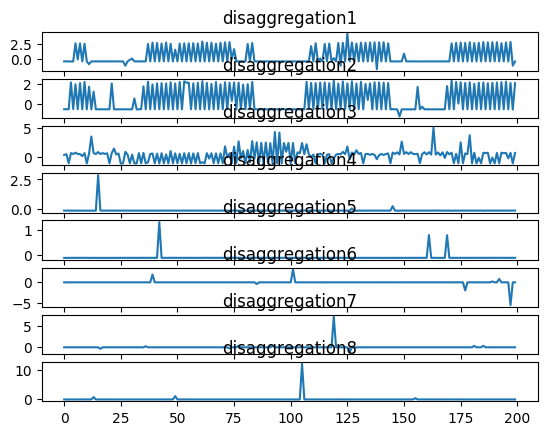 disaggregation1
2.5
0.0
disaggregation2
2
0
disaggregation3
5
0
disaggregation4
2.5
0.0
disaggregation5
1
0
disaggregation6
0
−5
disaggregation7
5
0
disaggregation8
10
0
0 25 50 75 100 125 150 175 200